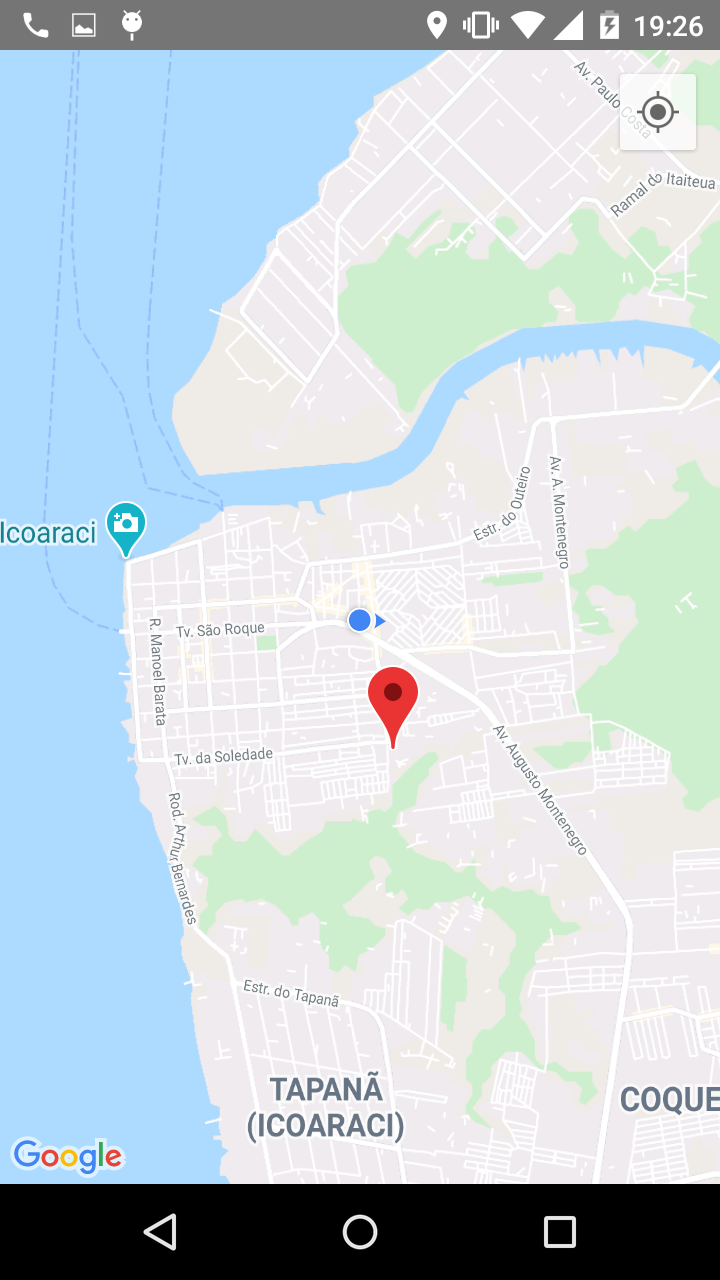 19:26
Av. Paulo Costa
Ramal do Itaiteua
Estr. do Outeiro
Av. A. Montenegro
Icoaraci
Tv. São Roque
R. Manoel Barata
Tv. da Soledade
Av. Augusto Montenegro
Rod. Arthur Bernardes
Estr. do Tapanã
TAPANÃ
(ICOARACI)
COQUE
Google